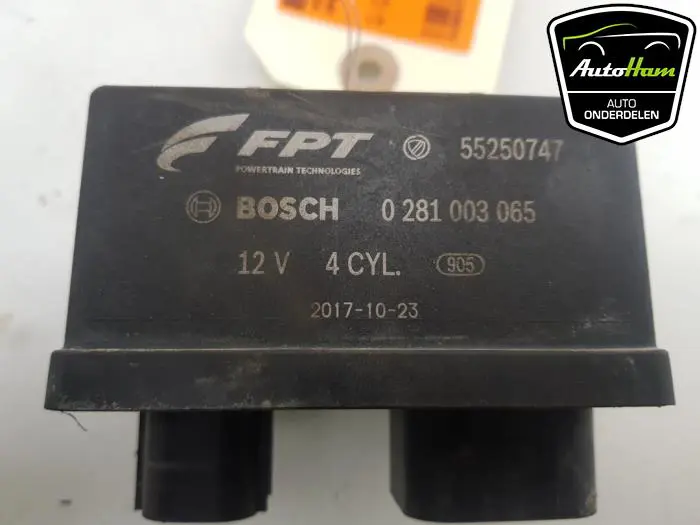 AutoHam
AUTO
ONDERDELEN
FPT 55250747
POWERTRAIN TECHNOLOGIES
BOSCH 0 281 003 065
12 V 4 CYL. 905
2017-10-23